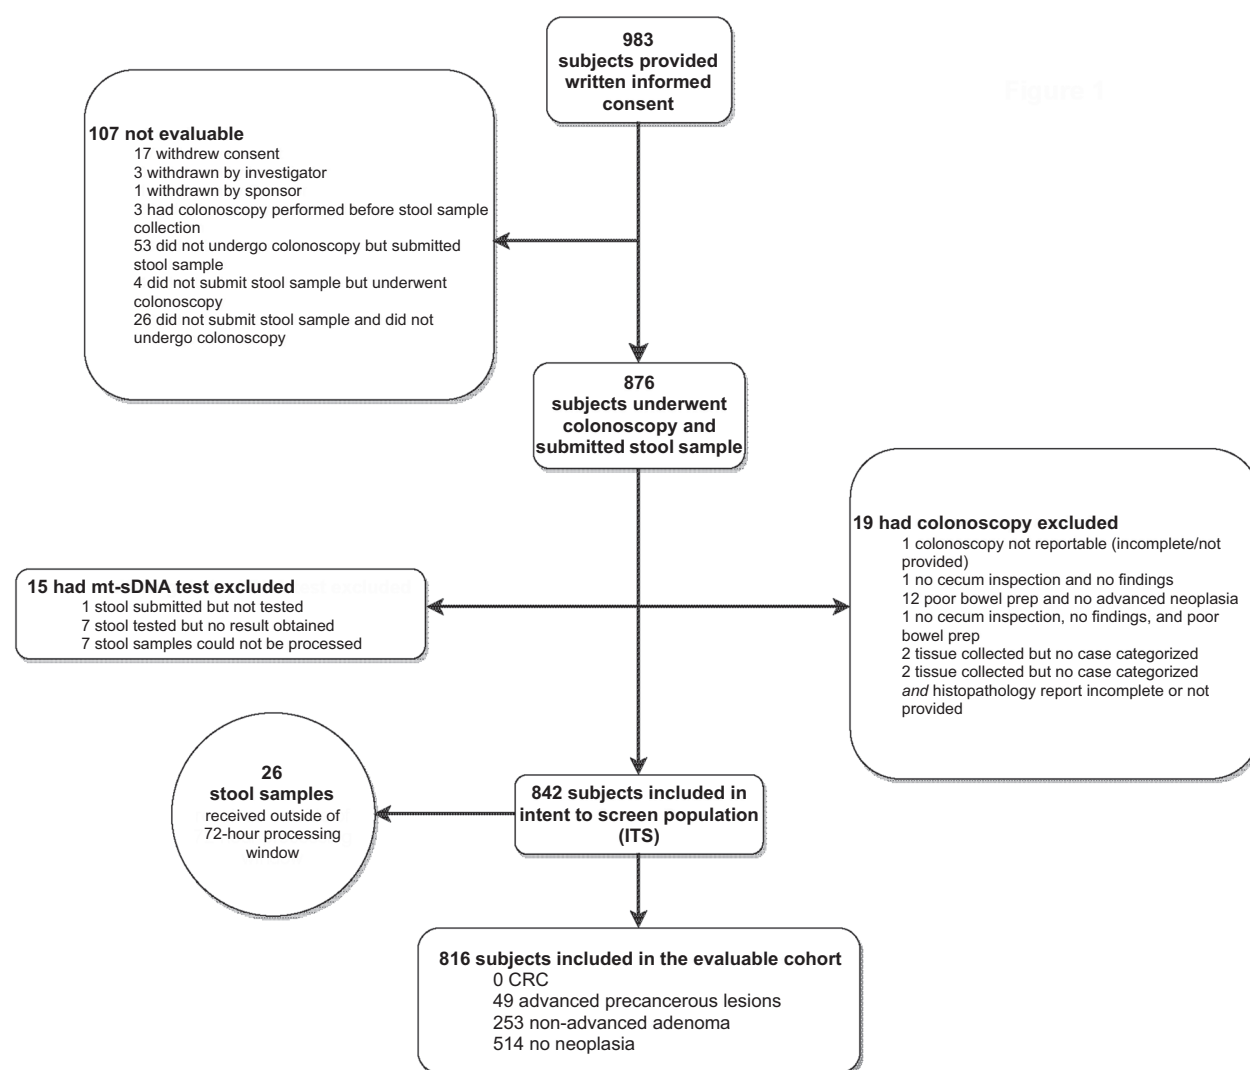 983
subjects provided
written informed
consent
Figure 1
107 not evaluable
17 withdrew consent
3 withdrawn by investigator
1 withdrawn by sponsor
3 had colonoscopy performed before stool sample
collection
53 did not undergo colonoscopy but submitted
stool sample
4 did not submit stool sample but underwent
colonoscopy
26 did not submit stool sample and did not
undergo colonoscopy
876
subjects underwent
colonoscopy and
submitted stool sample
19 had colonoscopy excluded
1 colonoscopy not reportable (incomplete/not
provided)
1 no cecum inspection and no findings
12 poor bowel prep and no advanced neoplasia
1 no cecum inspection, no findings, and poor
bowel prep
2 tissue collected but no case categorized
2 tissue collected but no case categorized
and histopathology report incomplete or not
provided
15 had mt-sDNA test excluded
1 stool submitted but not tested
7 stool tested but no result obtained
7 stool samples could not be processed
26
stool samples
received outside of
72-hour processing
window
842 subjects included in
intent to screen population
(ITS)
816 subjects included in the evaluable cohort
0 CRC
49 advanced precancerous lesions
253 non-advanced adenoma
514 no neoplasia